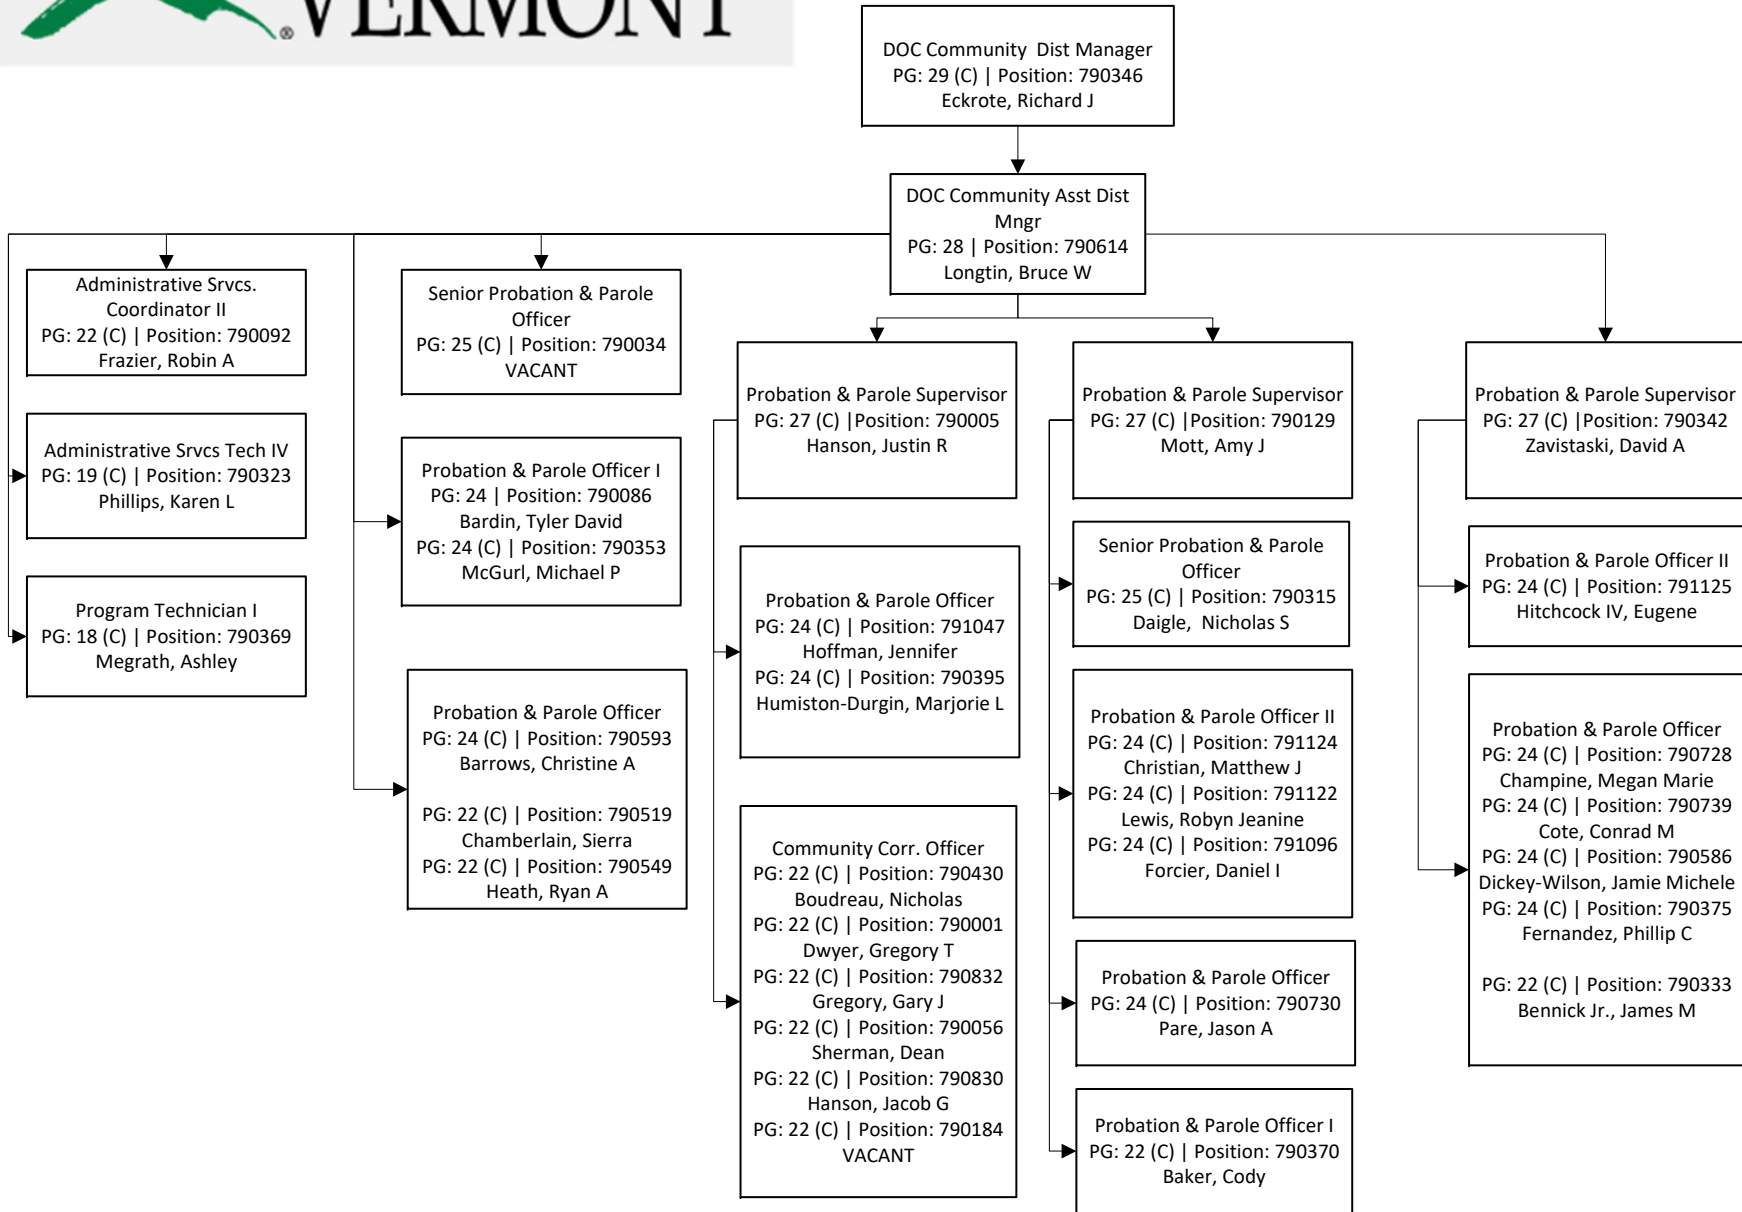 VERMONT
®
DOC Community  Dist Manager
PG: 29 (C) | Position: 790346
Eckrote, Richard J
DOC Community Asst Dist
Mngr
PG: 28 | Position: 790614
Longtin, Bruce W
Administrative Srvcs.
Coordinator II
PG: 22 (C) | Position: 790092
Frazier, Robin A
Administrative Srvcs Tech IV
PG: 19 (C) | Position: 790323
Phillips, Karen L
Program Technician I
PG: 18 (C) | Position: 790369
Megrath, Ashley
Senior Probation & Parole
Officer
PG: 25 (C) | Position: 790034
VACANT
Probation & Parole Officer I
PG: 24 | Position: 790086
Bardin, Tyler David
PG: 24 (C) | Position: 790353
McGurl, Michael P
Probation & Parole Officer
PG: 24 (C) | Position: 790593
Barrows, Christine A
PG: 22 (C) | Position: 790519
Chamberlain, Sierra
PG: 22 (C) | Position: 790549
Heath, Ryan A
Probation & Parole Supervisor
PG: 27 (C) |Position: 790005
Hanson, Justin R
Probation & Parole Officer
PG: 24 (C) | Position: 791047
Hoffman, Jennifer
PG: 24 (C) | Position: 790395
Humiston-Durgin, Marjorie L
Community Corr. Officer
PG: 22 (C) | Position: 790430
Boudreau, Nicholas
PG: 22 (C) | Position: 790001
Dwyer, Gregory T
PG: 22 (C) | Position: 790832
Gregory, Gary J
PG: 22 (C) | Position: 790056
Sherman, Dean
PG: 22 (C) | Position: 790830
Hanson, Jacob G
PG: 22 (C) | Position: 790184
VACANT
Probation & Parole Supervisor
PG: 27 (C) |Position: 790129
Mott, Amy J
Senior Probation & Parole
Officer
PG: 25 (C) | Position: 790315
Daigle,  Nicholas S
Probation & Parole Officer II
PG: 24 (C) | Position: 791124
Christian, Matthew J
PG: 24 (C) | Position: 791122
Lewis, Robyn Jeanine
PG: 24 (C) | Position: 791096
Forcier, Daniel I
Probation & Parole Officer
PG: 24 (C) | Position: 790730
Pare, Jason A
Probation & Parole Officer I
PG: 22 (C) | Position: 790370
Baker, Cody
Probation & Parole Supervisor
PG: 27 (C) |Position: 790342
Zavistaski, David A
Probation & Parole Officer II
PG: 24 (C) | Position: 791125
Hitchcock IV, Eugene
Probation & Parole Officer
PG: 24 (C) | Position: 790728
Champine, Megan Marie
PG: 24 (C) | Position: 790739
Cote, Conrad M
PG: 24 (C) | Position: 790586
Dickey-Wilson, Jamie Michele
PG: 24 (C) | Position: 790375
Fernandez, Phillip C
PG: 22 (C) | Position: 790333
Bennick Jr., James M